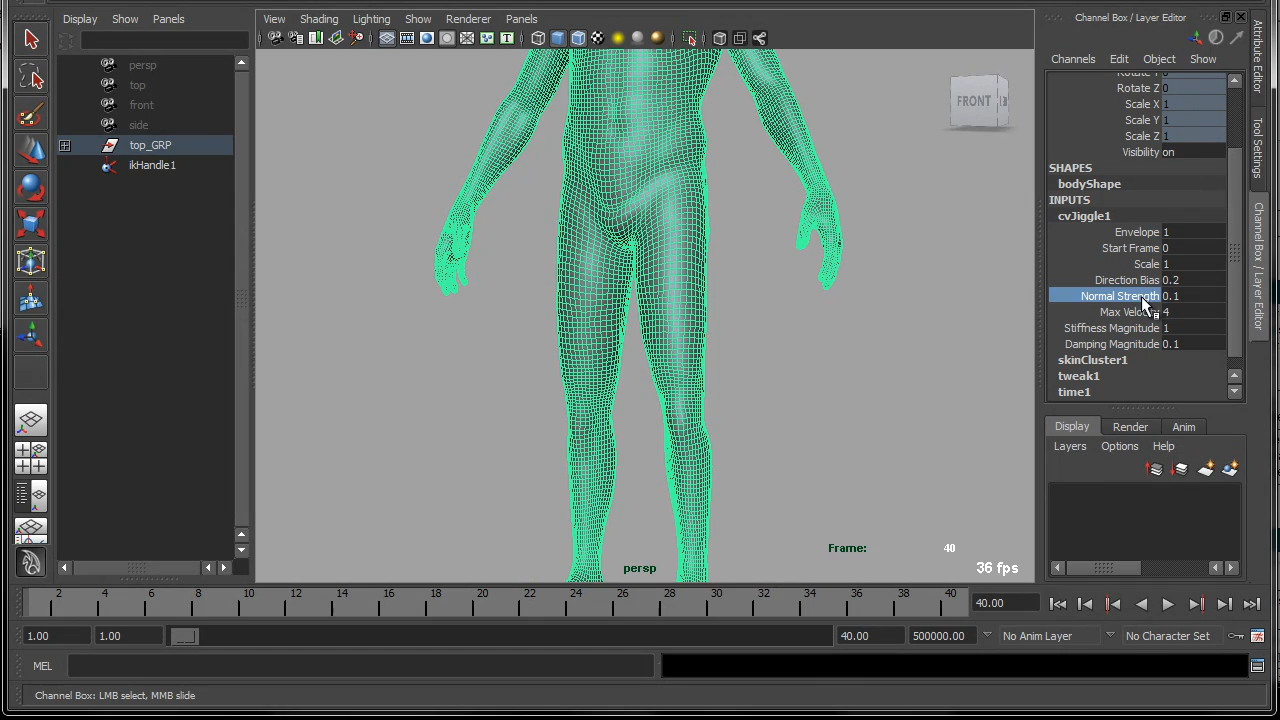 Display Show Panels
View Shading Lighting Show Renderer Panels
Channel Box / Layer Editor
Channels Edit Object Show
persp
top
front
side
top_GRP
ikHandle1
FRONT
Rotate Z 0
Scale X 1
Scale Y 1
Scale Z 1
Visibility on
SHAPES
bodyShape
INPUTS
cvJiggle1
Envelope 1
Start Frame 0
Scale 1
Direction Bias 0.2
Normal Strength 0.1
Max Velocity 4
Stiffness Magnitude 1
Damping Magnitude 0.1
skinCluster1
tweak1
time1
Attribute Editor
Tool Settings
Channel Box / Layer Editor
Display Render Anim
Layers Options Help
Frame: 40
36 fps
persp
2 4 6 8 10 12 14 16 18 20 22 24 26 28 30 32 34 36 38 40
40.00
1.00 1.00 40.00 500000.00 No Anim Layer No Character Set
MEL
Channel Box: LMB select, MMB slide